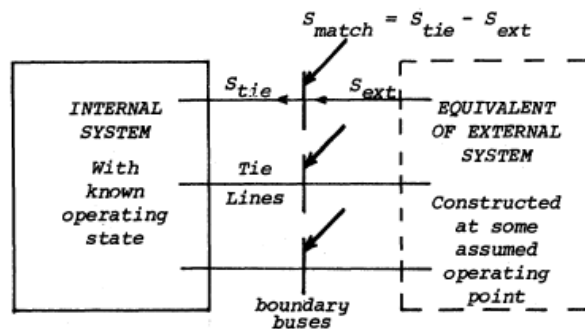 S_match = S_tie - S_ext
S_tie
S_ext
INTERNAL
SYSTEM
With
known
operating
state
Tie
Lines
boundary
buses
EQUIVALENT
OF EXTERNAL
SYSTEM
Constructed
at some
assumed
operating
point